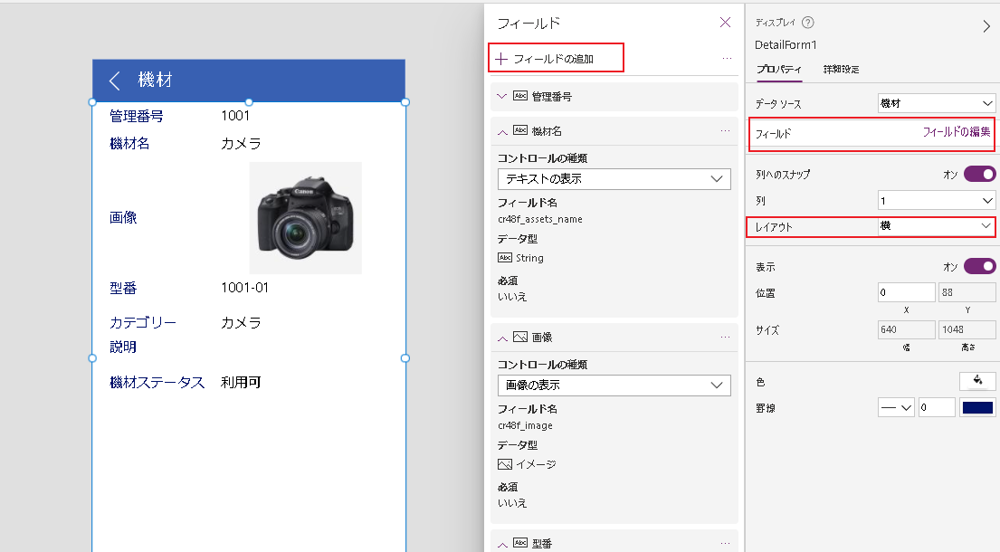 機材
管理番号 1001
機材名 カメラ
Canon
画像
型番 1001-01
カテゴリー カメラ
説明
機材ステータス 利用可
フィールド
フィールドの追加
Abc 管理番号
Abc 機材名
コントロールの種類
テキストの表示
フィールド名
cr48f_assets_name
データ型
Abc String
必須
いいえ
画像
コントロールの種類
画像の表示
フィールド名
cr48f_image
データ型
イメージ
必須
いいえ
Abc 型番
ディスプレイ ?
DetailForm1
プロパティ 詳細設定
データ ソース 機材
フィールド フィールドの編集
列へのスナップ オン
列 1
レイアウト 横
表示 オン
位置 0 88
X Y
サイズ 640 1048
幅 高さ
色
罫線 0